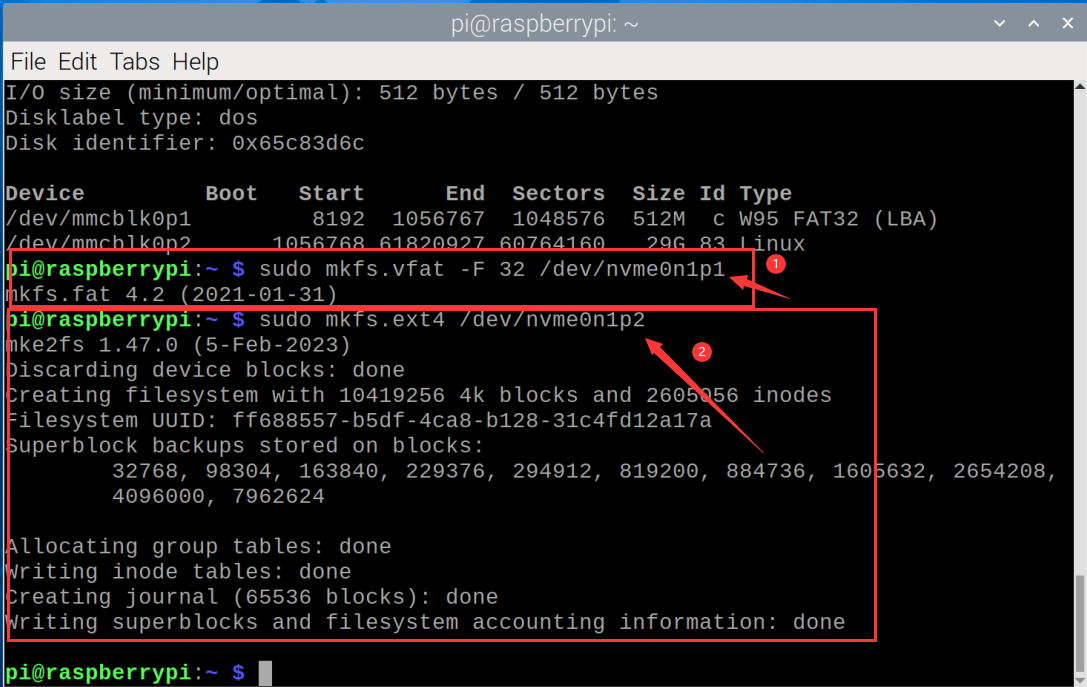 pi@raspberrypi: ~
File Edit Tabs Help
I/O size (minimum/optimal): 512 bytes / 512 bytes
Disklabel type: dos
Disk identifier: 0x65c83d6c
Device Boot Start End Sectors Size Id Type
/dev/mmcblk0p1 8192 1056767 1048576 512M c W95 FAT32 (LBA)
/dev/mmcblk0p2 1056768 61820927 60764160 29G 83 Linux
pi@raspberrypi:~ $ sudo mkfs.vfat -F 32 /dev/nvme0n1p1
1
mkfs.fat 4.2 (2021-01-31)
pi@raspberrypi:~ $ sudo mkfs.ext4 /dev/nvme0n1p2
mke2fs 1.47.0 (5-Feb-2023)
2
Discarding device blocks: done
Creating filesystem with 10419256 4k blocks and 2605056 inodes
Filesystem UUID: ff688557-b5df-4ca8-b128-31c4fd12a17a
Superblock backups stored on blocks:
32768, 98304, 163840, 229376, 294912, 819200, 884736, 1605632, 2654208,
4096000, 7962624
Allocating group tables: done
Writing inode tables: done
Creating journal (65536 blocks): done
Writing superblocks and filesystem accounting information: done
pi@raspberrypi:~ $